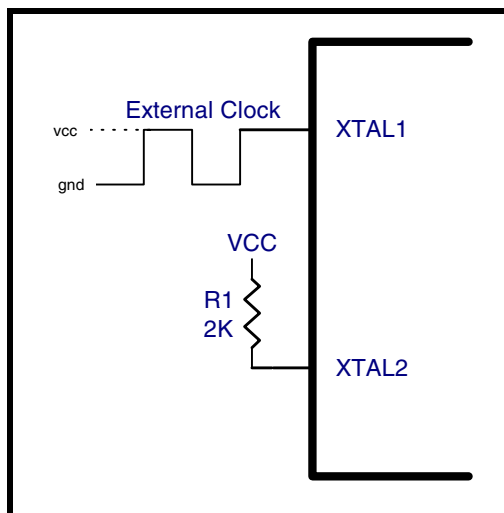 External Clock
vcc
XTAL1
gnd
VCC
R1
2K
XTAL2